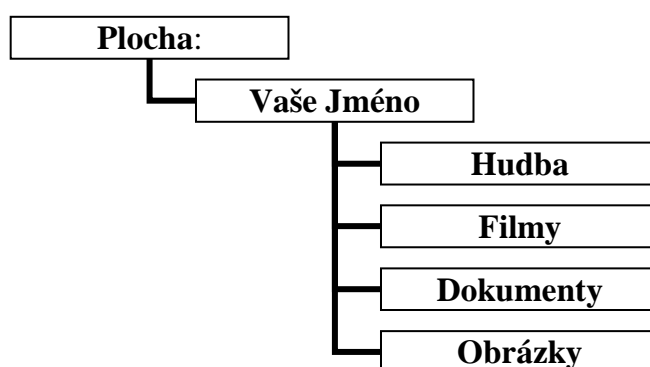 Plocha:
Vaše Jméno
Hudba
Filmy
Dokumenty
Obrázky